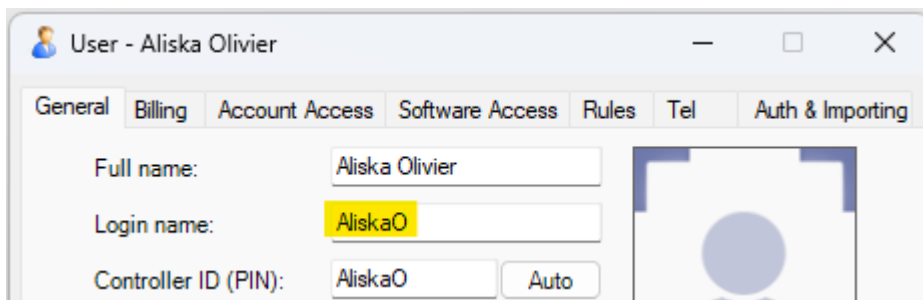 User - Aliska Olivier
General Billing Account Access Software Access Rules Tel Auth & Importing
Full name: Aliska Olivier
Login name: AliskaO
Controller ID (PIN): AliskaO Auto